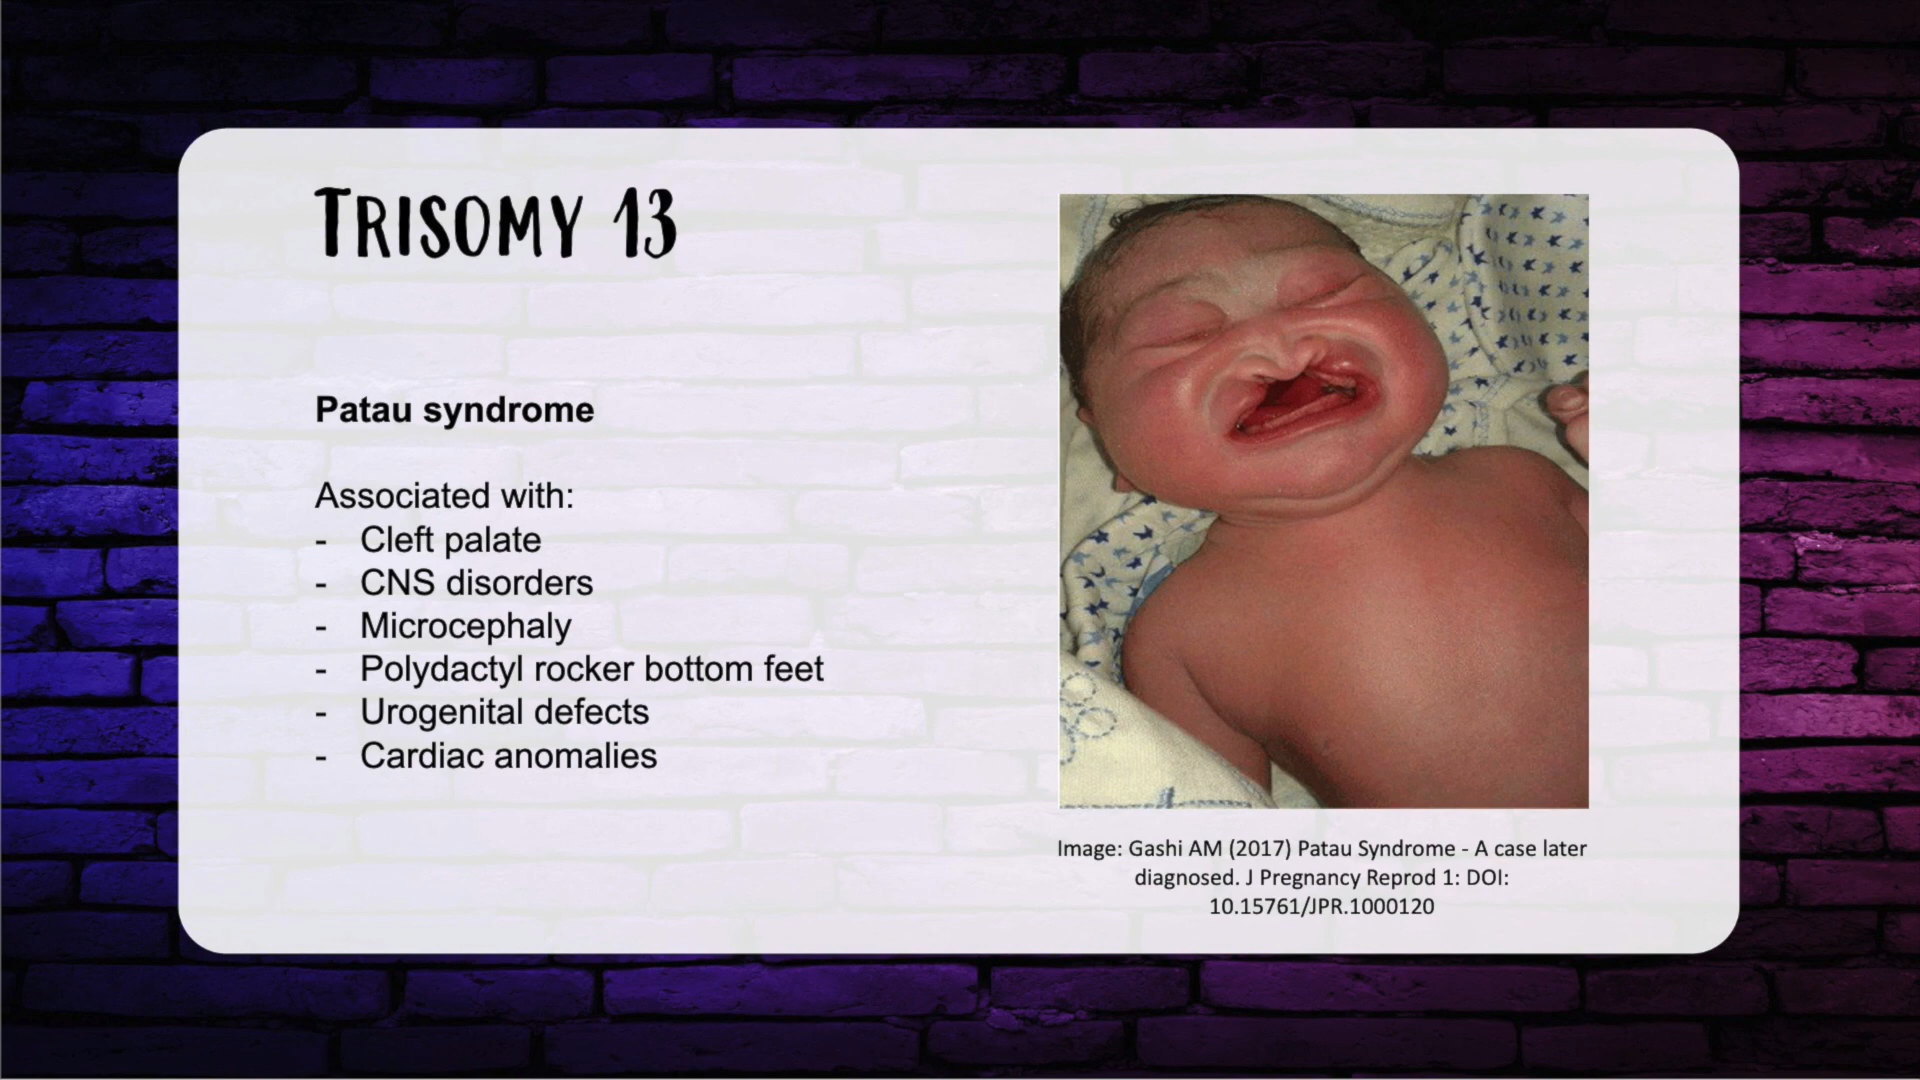 TRISOMY 13
Patau syndrome
Associated with:
- Cleft palate
- CNS disorders
- Microcephaly
- Polydactyl rocker bottom feet
- Urogenital defects
- Cardiac anomalies
Image: Gashi AM (2017) Patau Syndrome - A case later
diagnosed. J Pregnancy Reprod 1: DOI:
10.15761/JPR.1000120